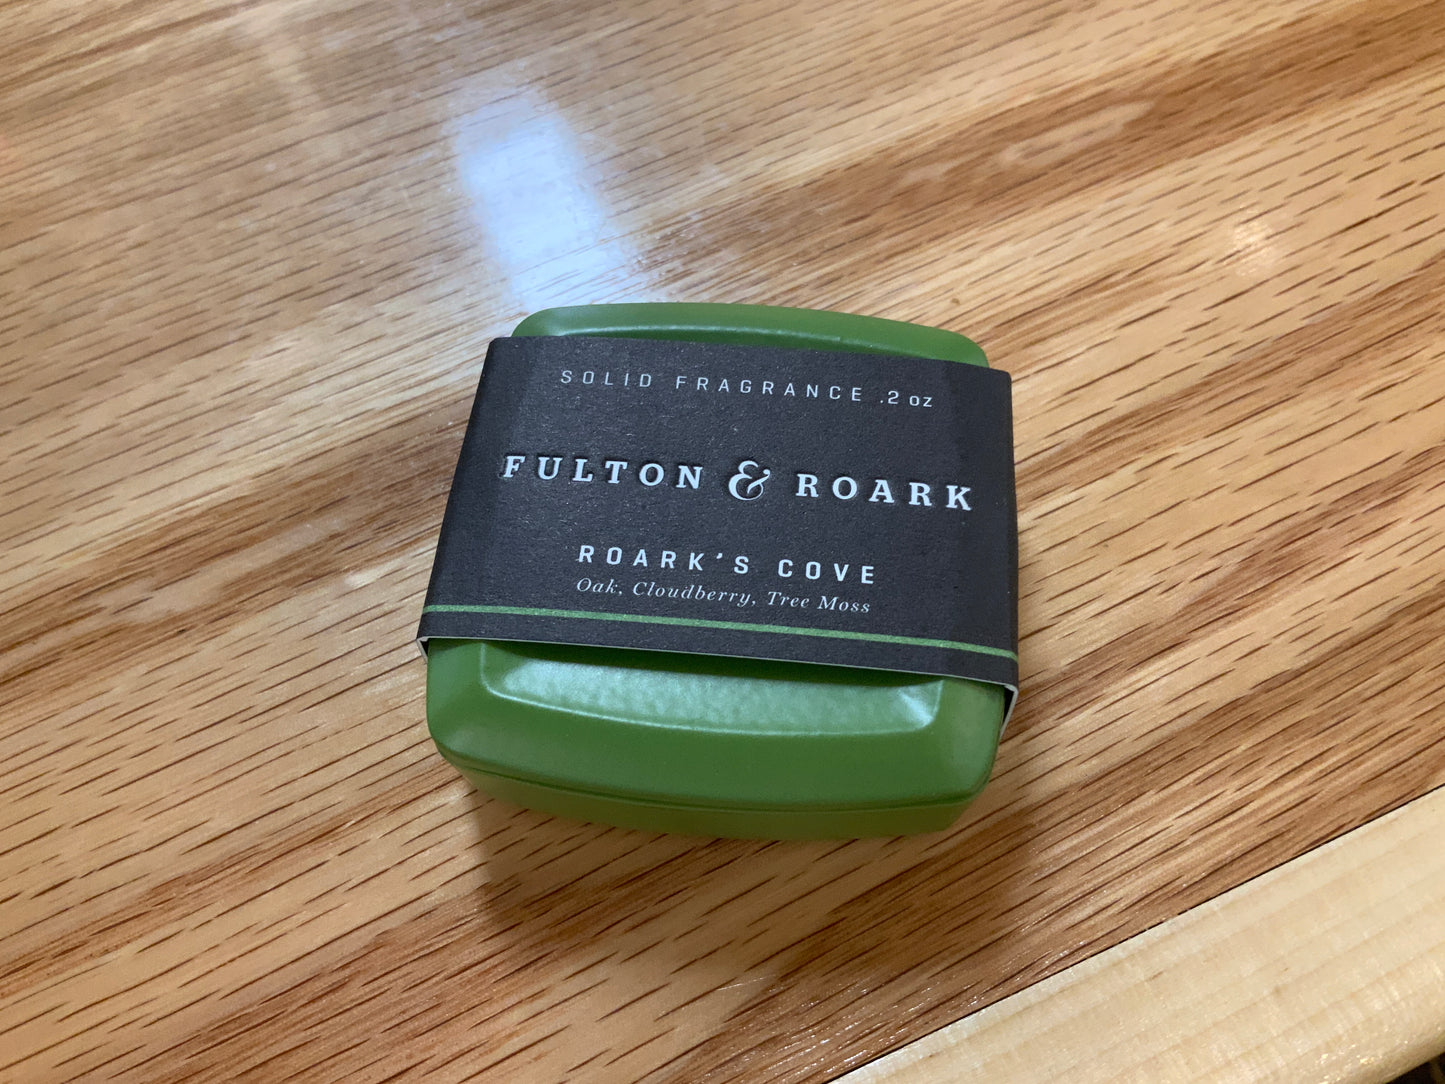 SOLID FRAGRANCE .2 oz
FULTON & ROARK
ROARK'S COVE
Oak, Cloudberry, Tree Moss